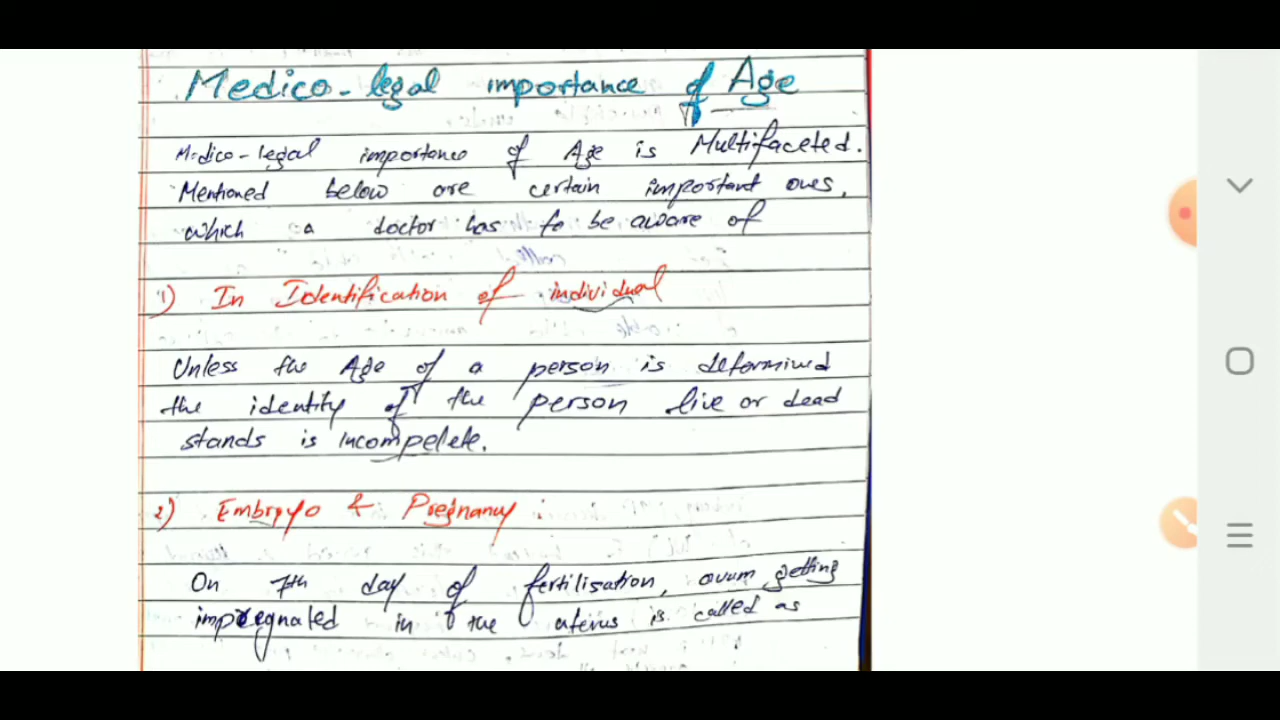 Medico-legal importance of Age
Medico-legal importance of Age is Multifaceted.
Mentioned below are certain important ones,
which a doctor has to be aware of
1) In Identification of individual
Unless the Age of a person is determined
the identity of the person live or dead
stands is incompelete.
2) Embryo & Pregnancy :
On 7th day of fertilisation, ovum getting
impregnated in the uterus is called as